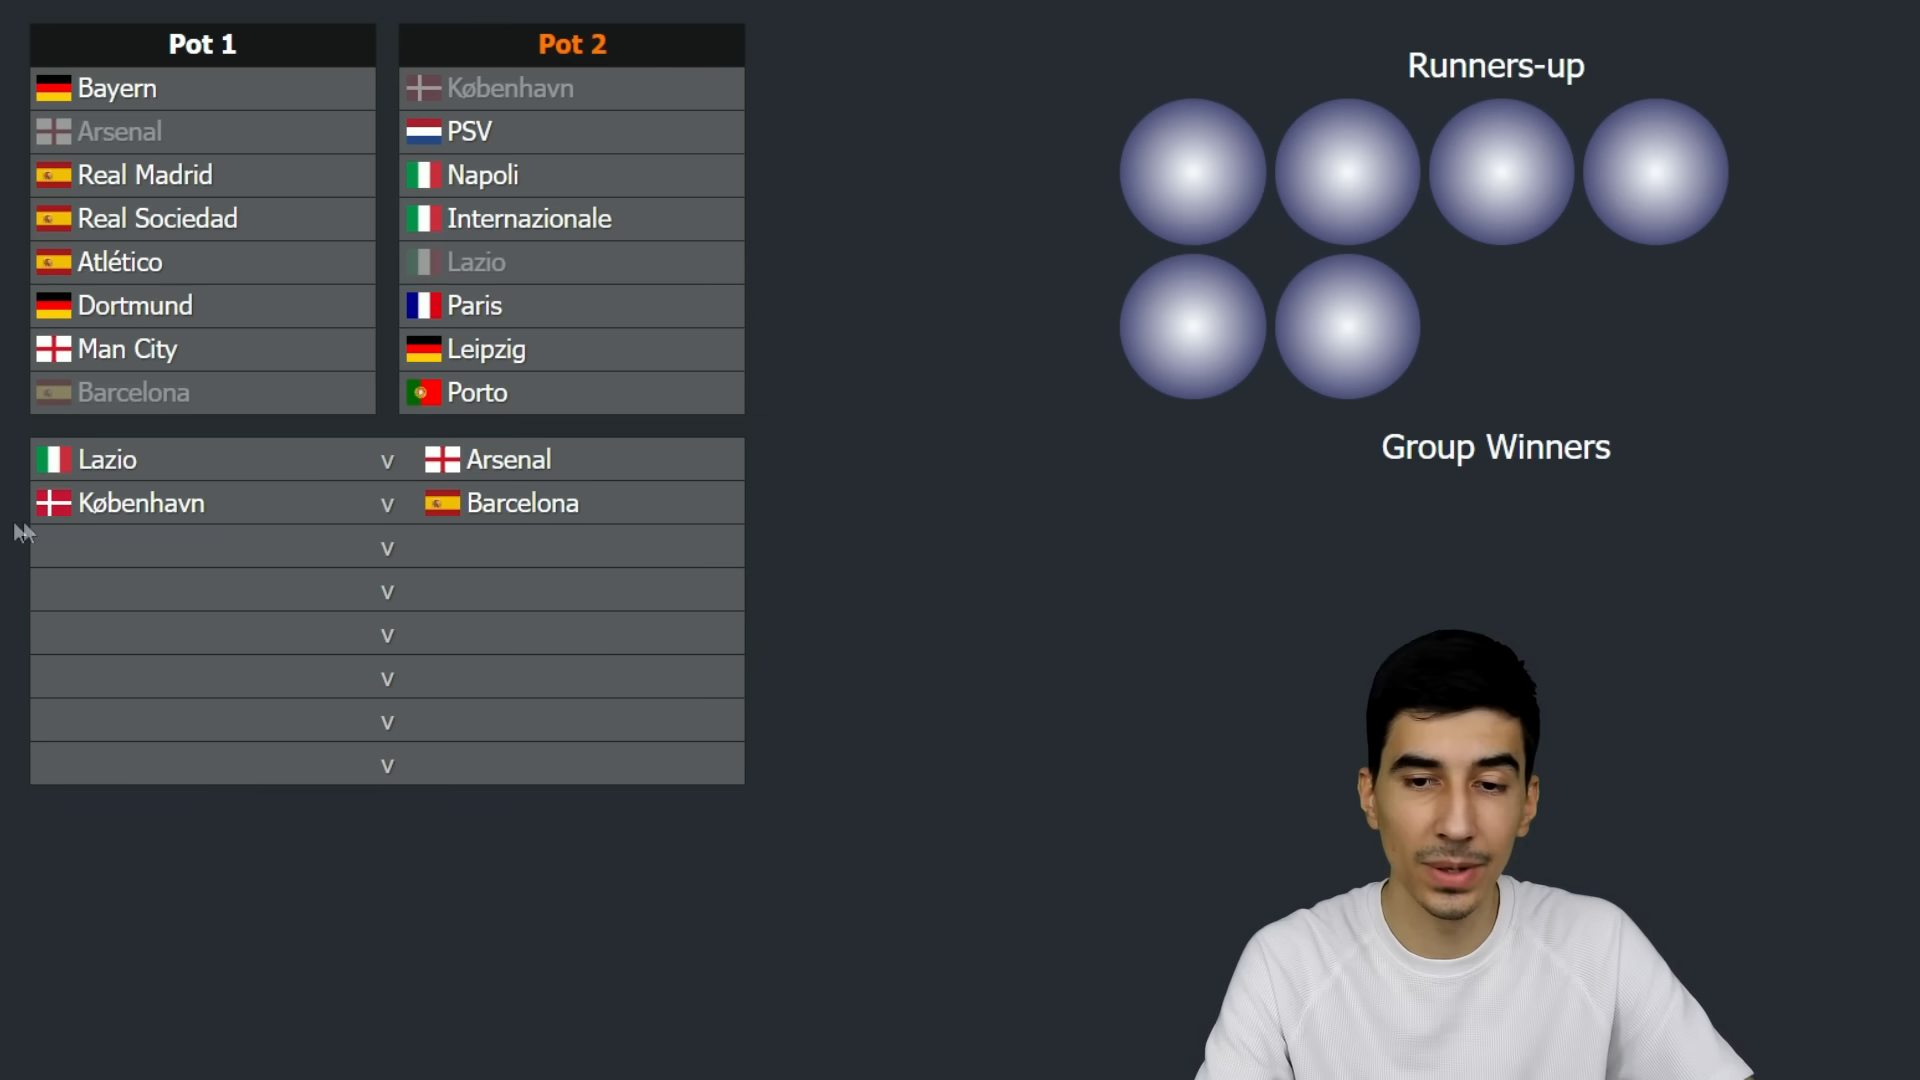 Pot 1
Bayern
Arsenal
Real Madrid
Real Sociedad
Atlético
Dortmund
Man City
Barcelona
Pot 2
København
PSV
Napoli
Internazionale
Lazio
Paris
Leipzig
Porto
Lazio v Arsenal
København v Barcelona
v
v
v
v
v
v
Runners-up
Group Winners